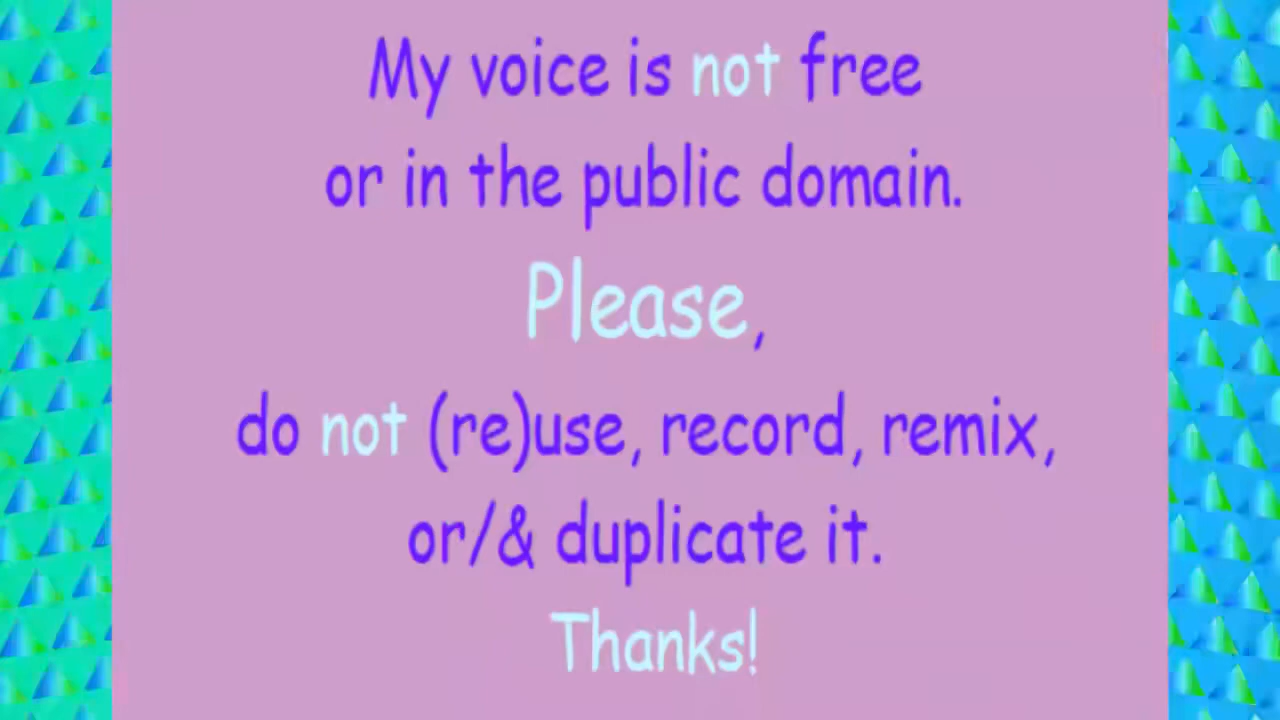 My voice is not free
or in the public domain.
Please,
do not (re)use, record, remix,
or/& duplicate it.
Thanks!